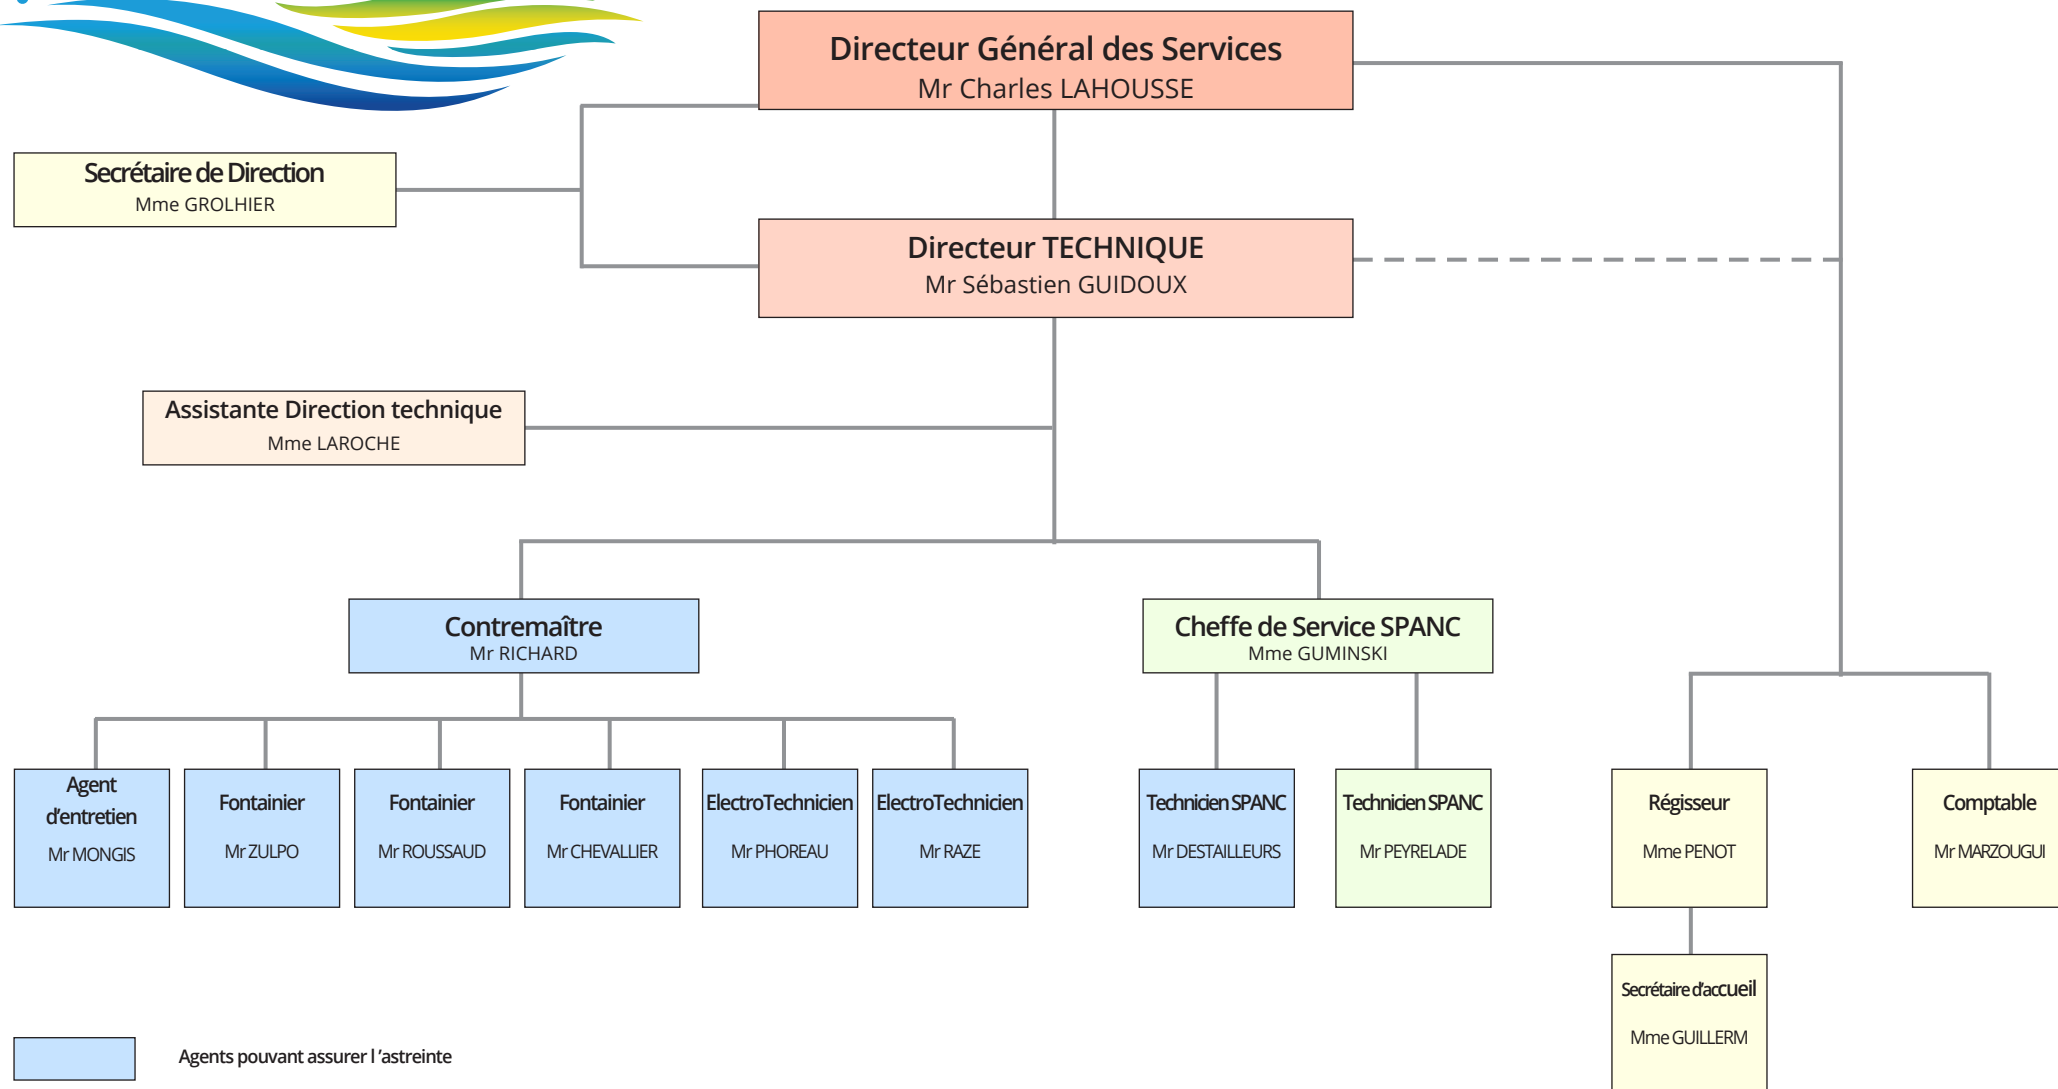 Directeur Général des Services
Mr Charles LAHOUSSE
Secrétaire de Direction
Mme GROLHIER
Directeur TECHNIQUE
Mr Sébastien GUIDOUX
Assistante Direction technique
Mme LAROCHE
Contremaître
Mr RICHARD
Cheffe de Service SPANC
Mme GUMINSKI
Agent
d'entretien
Mr MONGIS
Fontainier
Mr ZULPO
Fontainier
Mr ROUSSAUD
Fontainier
Mr CHEVALLIER
ElectroTechnicien
Mr PHOREAU
ElectroTechnicien
Mr RAZE
Technicien SPANC
Mr DESTAILLEURS
Technicien SPANC
Mr PEYRELADE
Régisseur
Mme PENOT
Comptable
Mr MARZOUGUI
Secrétaire d'accueil
Mme GUILLERM
Agents pouvant assurer l 'astreinte